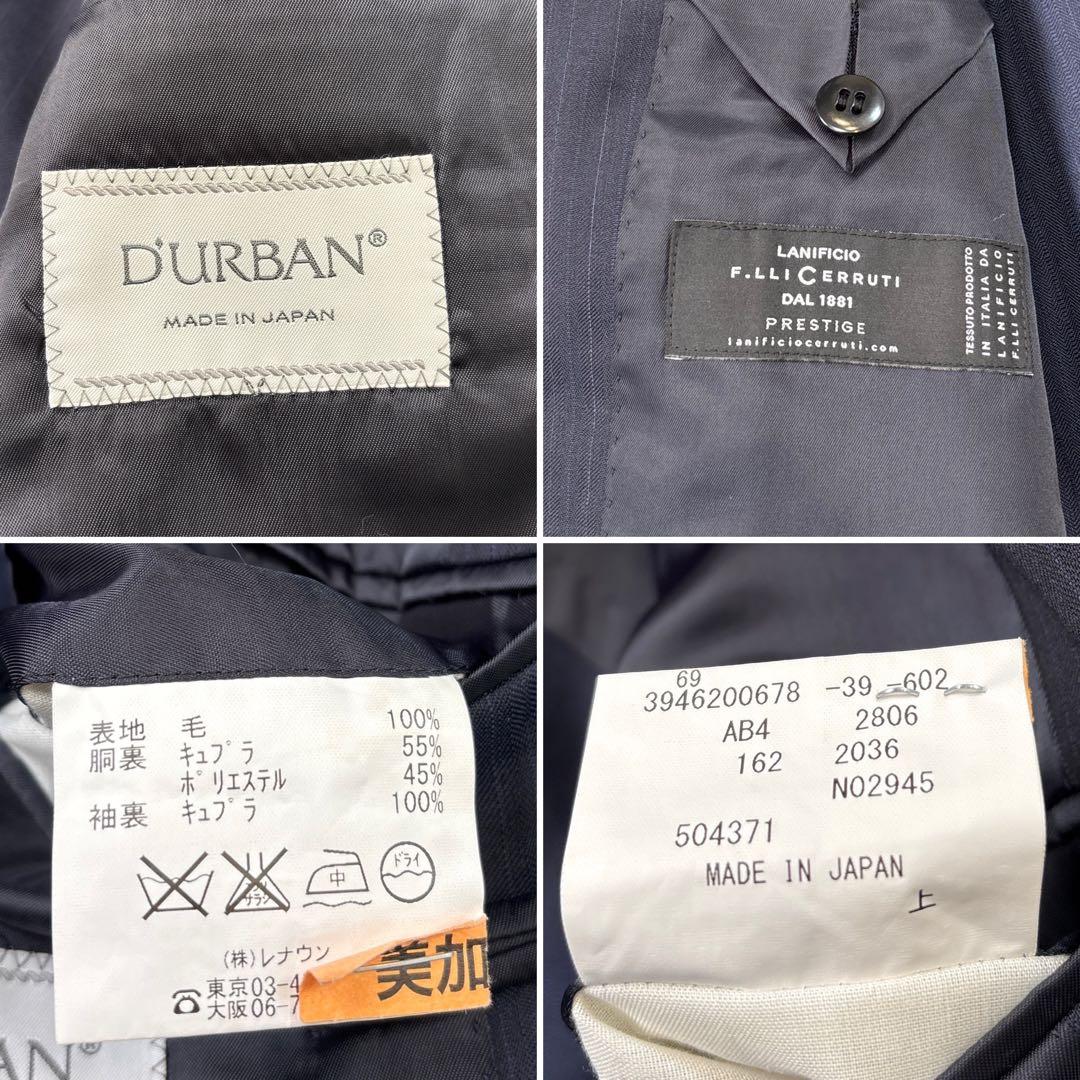 D'URBAN®
MADE IN JAPAN
LANIFICIO
F.LLI CERRUTI
DAL 1881
PRESTIGE
lanificiocerruti.com
TESSUTO PRODOTTO
IN ITALIA DA
LANIFICIO
F.LLI CERRUTI
表地 毛 100%
胴裏 キュプラ 55%
ポリエステル 45%
袖裏 キュプラ 100%
サラシ
中
ドライ
(株)レナウン
東京03-4
大阪06-7
美加
AN®
69
3946200678 -39 -602
AB4 2806
162 2036
N02945
504371
MADE IN JAPAN
上